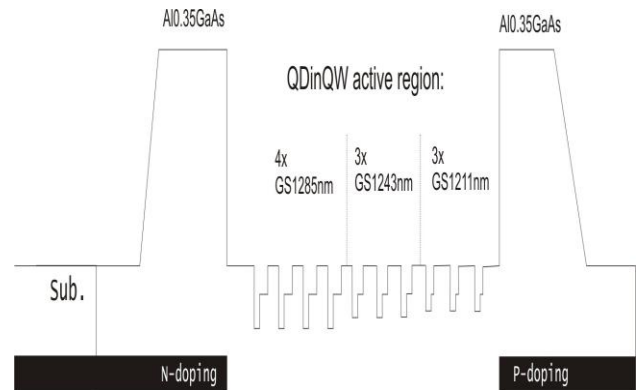 Al0.35GaAs
Al0.35GaAs
QDinQW active region:
4x
GS1285nm
3x
GS1243nm
3x
GS1211nm
Sub.
N-doping
P-doping